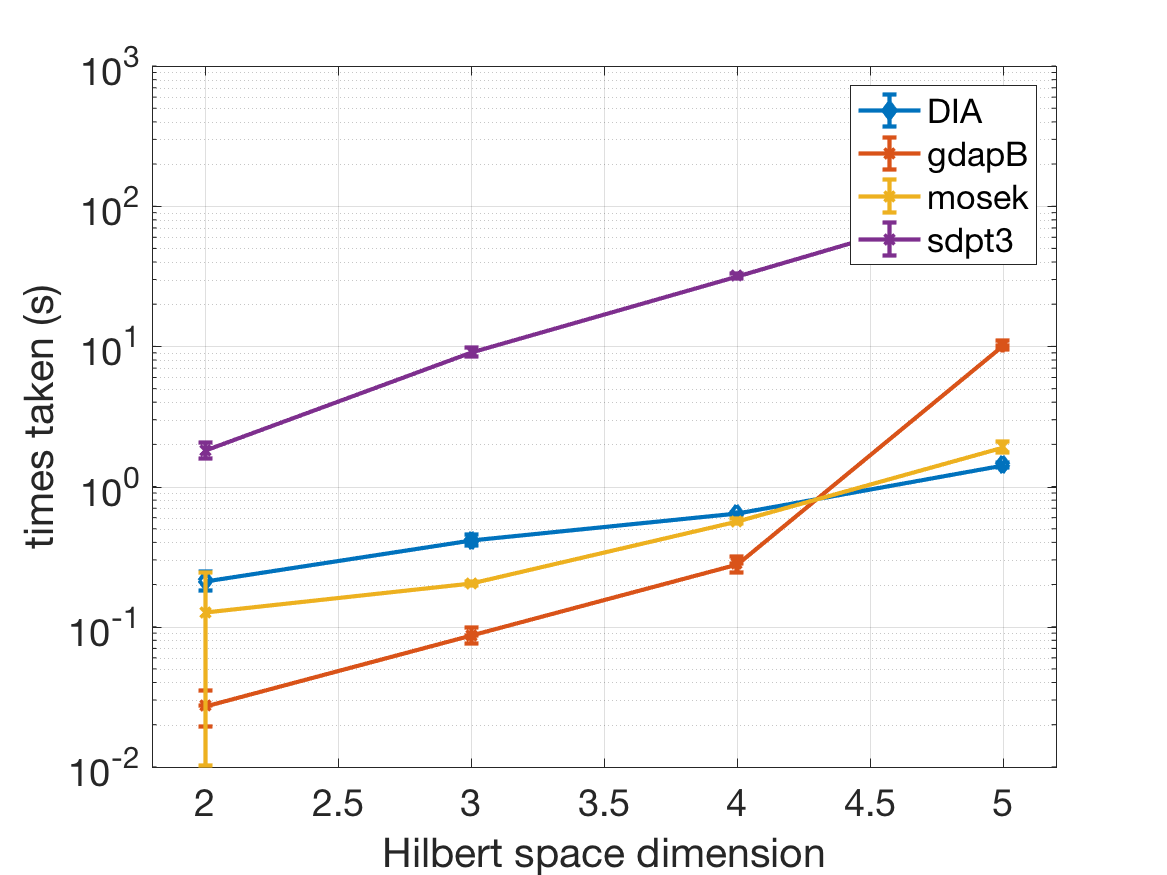 10^3
10^2
10^1
10^0
10^-1
10^-2
times taken (s)
DIA
gdapB
mosek
sdpt3
2 2.5 3 3.5 4 4.5 5
Hilbert space dimension